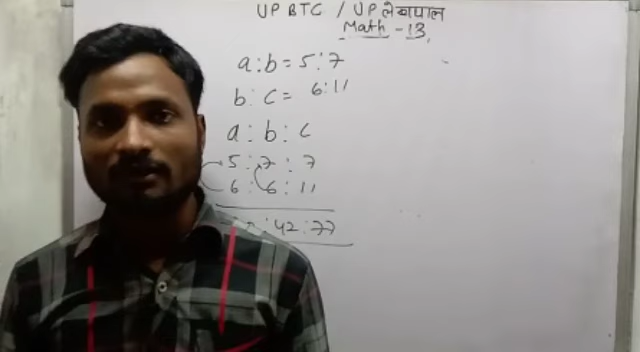 UP BTC / UP लेखपाल
Math - 13
a : b = 5 : 7
b : c = 6 : 11
a : b : c
5 : 7 : 7
6 : 6 : 11
: 42 : 77